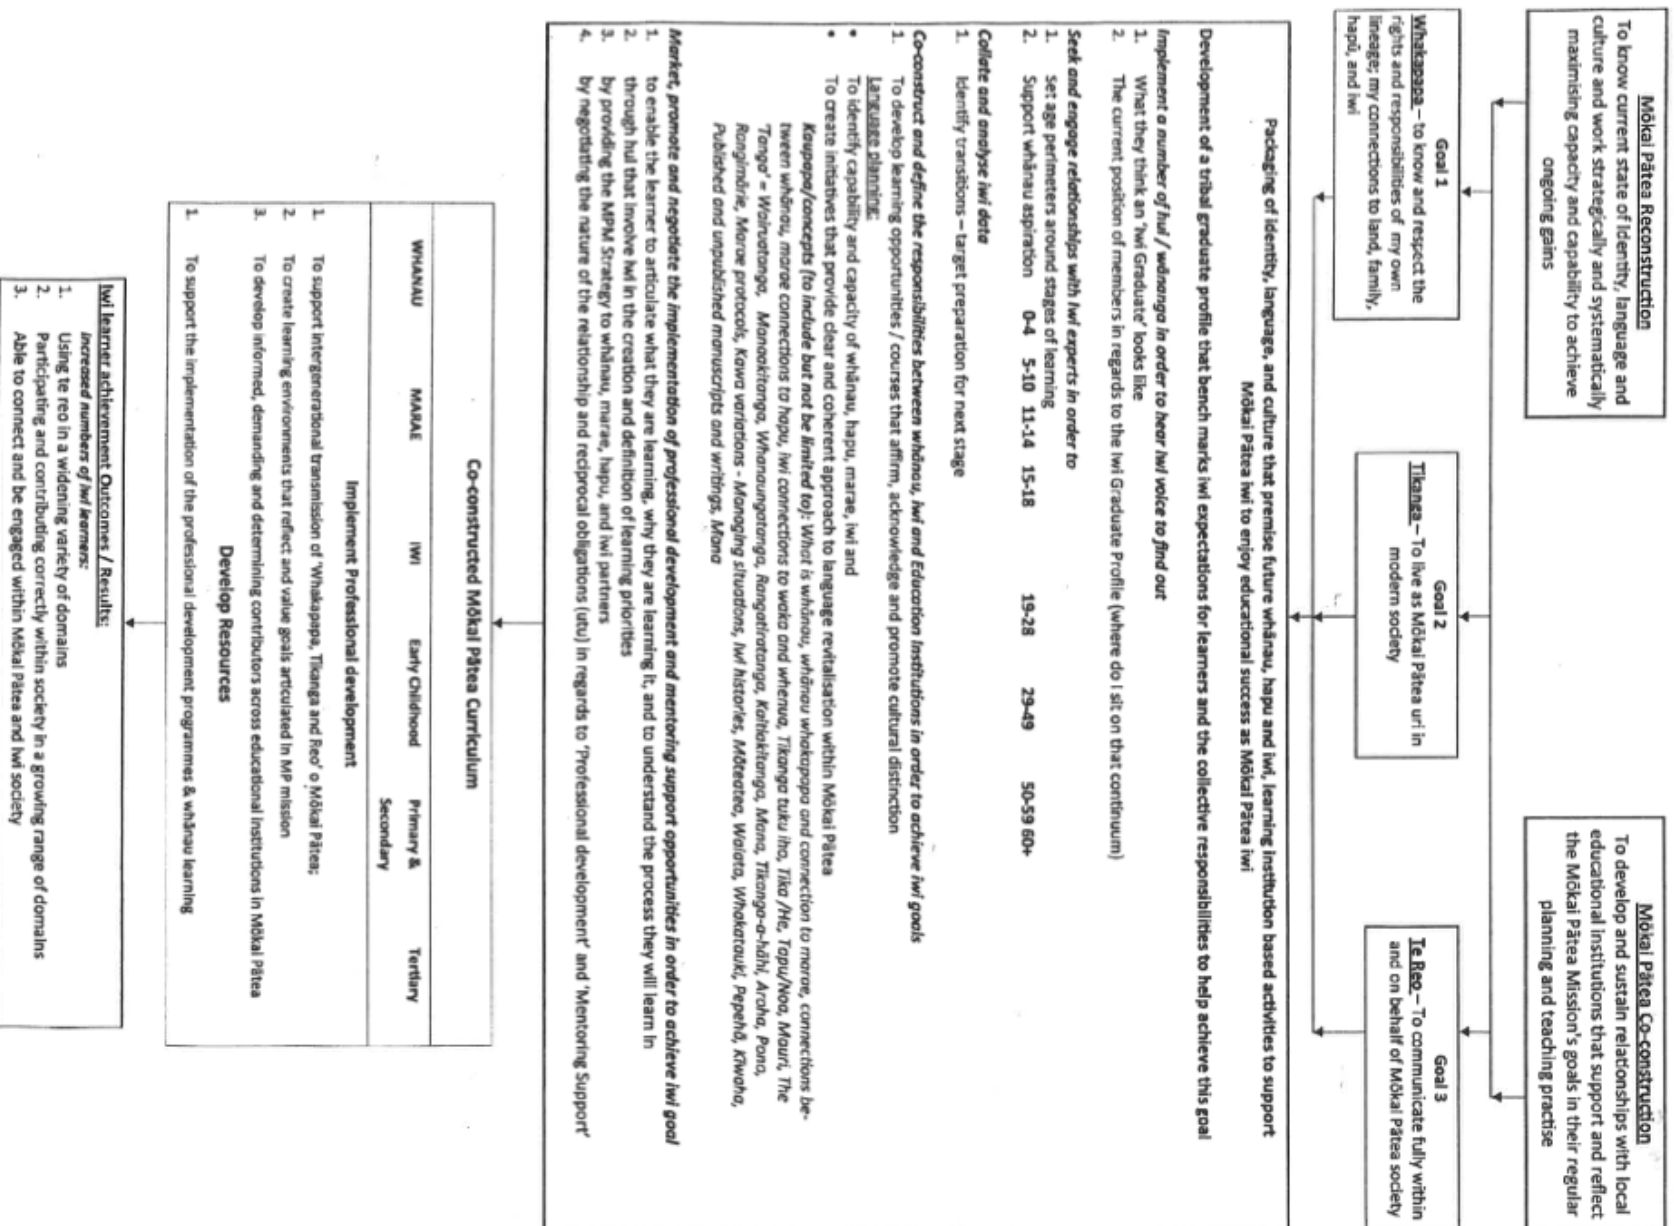 Mōkai Pātea Reconstruction
To know current state of identity, language and
culture and work strategically and systematically
maximising capacity and capability to achieve
ongoing gains
Mōkai Pātea Co-construction
To develop and sustain relationships with local
educational institutions that support and reflect
the Mōkai Pātea Mission's goals in their regular
planning and teaching practise
Goal 1
Whakapapa – to know and respect the
rights and responsibilities of my own
lineage; my connections to land, family,
hapū, and iwi
Goal 2
Tikanga – To live as Mōkai Pātea uri in
modern society
Goal 3
Te Reo – To communicate fully within
and on behalf of Mōkai Pātea society
Packaging of identity, language, and culture that premise future whānau, hapu and iwi, learning institution based activities to support
Mōkai Pātea iwi to enjoy educational success as Mōkai Pātea iwi
Development of a tribal graduate profile that bench marks iwi expectations for learners and the collective responsibilities to help achieve this goal
Implement a number of hui / wānanga in order to hear iwi voice to find out
1. What they think an 'Iwi Graduate' looks like
2. The current position of members in regards to the Iwi Graduate Profile (where do I sit on that continuum)
Seek and engage relationships with Iwi experts in order to
1. Set age perimeters around stages of learning
2. Support whānau aspiration 0-4 5-10 11-14 15-18 19-28 29-49 50-59 60+
Collate and analyse iwi data
1. Identify transitions – target preparation for next stage
Co-construct and define the responsibilities between whānau, iwi and Education Institutions in order to achieve iwi goals
1. To develop learning opportunities / courses that affirm, acknowledge and promote cultural distinction
Language planning:
• To identify capability and capacity of whānau, hapu, marae, iwi and
• To create initiatives that provide clear and coherent approach to language revitalisation within Mōkai Pātea
Kaupapa/concepts (to include but not be limited to): What is whānau, whānau whakapapa and connection to marae, connections be-
tween whānau, marae connections to hapu, iwi connections to waka and whenua, Tikanga tuku iho, Tika /He, Tapu/Noa, Mauri, The
'Tanga' = Wairuatanga, Manaakitanga, Whanaungatanga, Rangatiratanga, Kaitiakitanga, Mana, Tikanga-a-hāhi, Aroha, Pono,
Rangimārie, Marae protocols, Kawa variations - Managing situations, Iwi histories, Mōteatea, Waiata, Whakatauki, Pepehā, Kīwaha,
Published and unpublished manuscripts and writings, Mana
Market, promote and negotiate the implementation of professional development and mentoring support opportunities in order to achieve iwi goal
1. to enable the learner to articulate what they are learning, why they are learning it, and to understand the process they will learn in
2. through hui that involve iwi in the creation and definition of learning priorities
3. by providing the MPM Strategy to whānau, marae, hapu, and iwi partners
4. by negotiating the nature of the relationship and reciprocal obligations (utu) in regards to 'Professional development' and 'Mentoring Support'
Co-constructed Mōkai Pātea Curriculum
WHANAU MARAE IWI Early Childhood Primary & Tertiary
Secondary
Implement Professional development
1. To support intergenerational transmission of 'Whakapapa, Tikanga and Reo' o Mōkai Pātea;
2. To create learning environments that reflect and value goals articulated in MP mission
3. To develop informed, demanding and determining contributors across educational institutions in Mōkai Pātea
Develop Resources
1. To support the implementation of the professional development programmes & whānau learning
Iwi learner achievement Outcomes / Results:
Increased numbers of iwi learners:
1. Using te reo in a widening variety of domains
2. Participating and contributing correctly within society in a growing range of domains
3. Able to connect and be engaged within Mōkai Pātea and iwi society